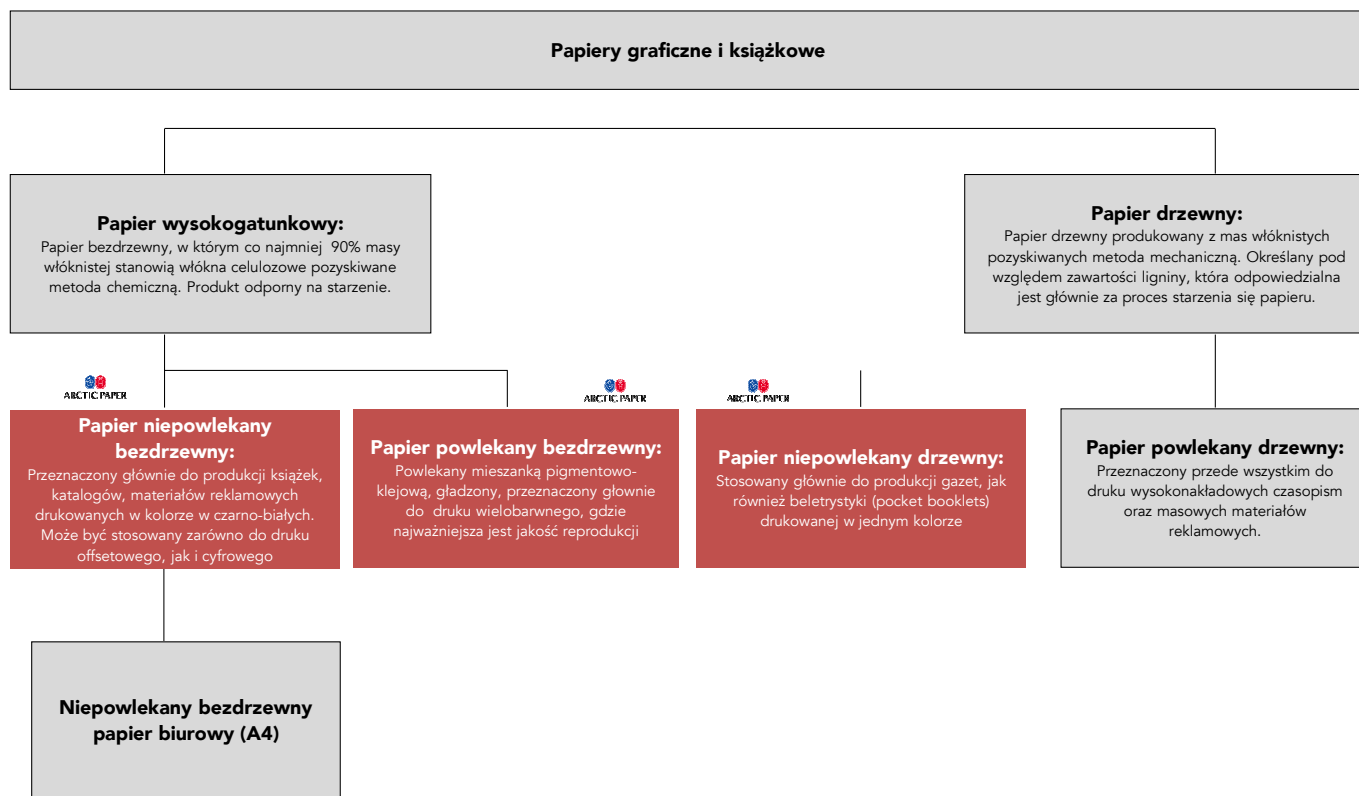 Papiery graficzne i książkowe
Papier wysokogatunkowy:
Papier bezdrzewny, w którym co najmniej 90% masy
włóknistej stanowią włókna celulozowe pozyskiwane
metoda chemiczną. Produkt odporny na starzenie.
Papier drzewny:
Papier drzewny produkowany z mas włóknistych
pozyskiwanych metoda mechaniczną. Określany pod
względem zawartości ligniny, która odpowiedzialna
jest głównie za proces starzenia się papieru.
ARCTIC PAPER
ARCTIC PAPER
ARCTIC PAPER
Papier niepowlekany
bezdrzewny:
Przeznaczony głównie do produkcji książek,
katalogów, materiałów reklamowych
drukowanych w kolorze w czarno-białych.
Może być stosowany zarówno do druku
offsetowego, jak i cyfrowego
Papier powlekany bezdrzewny:
Powlekany mieszanką pigmentowo-
klejową, gładzony, przeznaczony głownie
do druku wielobarwnego, gdzie
najważniejsza jest jakość reprodukcji
Papier niepowlekany drzewny:
Stosowany głównie do produkcji gazet, jak
również beletrystyki (pocket booklets)
drukowanej w jednym kolorze
Papier powlekany drzewny:
Przeznaczony przede wszystkim do
druku wysokonakładowych czasopism
oraz masowych materiałów
reklamowych.
Niepowlekany bezdrzewny
papier biurowy (A4)